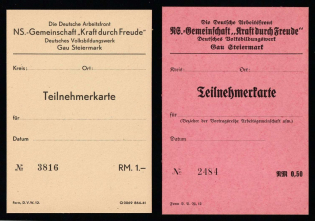 Die Deutsche Arbeitsfront
NS.-Gemeinschaft „Kraft durch Freude"
Deutsches Volksbildungswerk
Gau Steiermark
Kreis: Ort:
Teilnehmerkarte
für
Datum
№ 3816 RM. 1.—
Die Deutsche Arbeitsfront
NS.-Gemeinschaft „Kraft durch Freude"
Deutsches Volksbildungswerk
Gau Steiermark
Kreis: Ort:
Teilnehmerkarte
für
Datum
№ 2484 RM 0,50